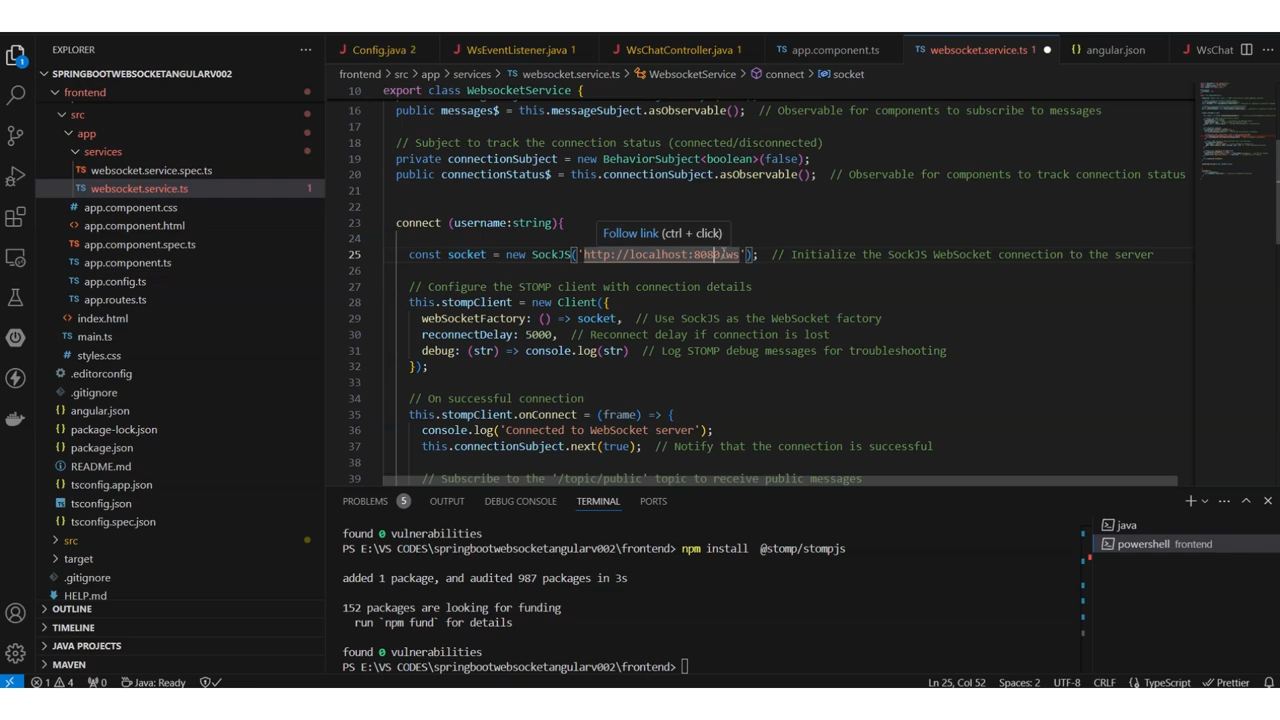 EXPLORER
Config.java 2
WsEventListener.java 1
WsChatController.java 1
app.component.ts
websocket.service.ts 1
angular.json
WsChat
SPRINGBOOTWEBSOCKETANGULARV002
frontend
src
app
services
websocket.service.spec.ts
websocket.service.ts 1
app.component.css
app.component.html
app.component.spec.ts
app.component.ts
app.config.ts
app.routes.ts
index.html
main.ts
styles.css
.editorconfig
.gitignore
angular.json
package-lock.json
package.json
README.md
tsconfig.app.json
tsconfig.json
tsconfig.spec.json
src
target
.gitignore
HELP.md
OUTLINE
TIMELINE
JAVA PROJECTS
MAVEN
frontend > src > app > services > websocket.service.ts > WebsocketService > connect > socket
10 export class WebsocketService {
16 public messages$ = this.messageSubject.asObservable(); // Observable for components to subscribe to messages
17
18 // Subject to track the connection status (connected/disconnected)
19 private connectionSubject = new BehaviorSubject<boolean>(false);
20 public connectionStatus$ = this.connectionSubject.asObservable(); // Observable for components to track connection status
21
22
23 connect (username:string){
24
Follow link (ctrl + click)
25 const socket = new SockJS('http://localhost:8080/ws'); // Initialize the SockJS WebSocket connection to the server
26
27 // Configure the STOMP client with connection details
28 this.stompClient = new Client({
29 webSocketFactory: () => socket, // Use SockJS as the WebSocket factory
30 reconnectDelay: 5000, // Reconnect delay if connection is lost
31 debug: (str) => console.log(str) // Log STOMP debug messages for troubleshooting
32 });
33
34 // On successful connection
35 this.stompClient.onConnect = (frame) => {
36 console.log('Connected to WebSocket server');
37 this.connectionSubject.next(true); // Notify that the connection is successful
38
39 // Subscribe to the '/topic/public' topic to receive public messages
PROBLEMS 5 OUTPUT DEBUG CONSOLE TERMINAL PORTS
found 0 vulnerabilities
PS E:\VS CODES\springbootwebsocketangularv002\frontend> npm install @stomp/stompjs
added 1 package, and audited 987 packages in 3s
152 packages are looking for funding
run `npm fund` for details
found 0 vulnerabilities
PS E:\VS CODES\springbootwebsocketangularv002\frontend>
java
powershell frontend
1 4 0 Java: Ready
Ln 25, Col 52 Spaces: 2 UTF-8 CRLF TypeScript Prettier